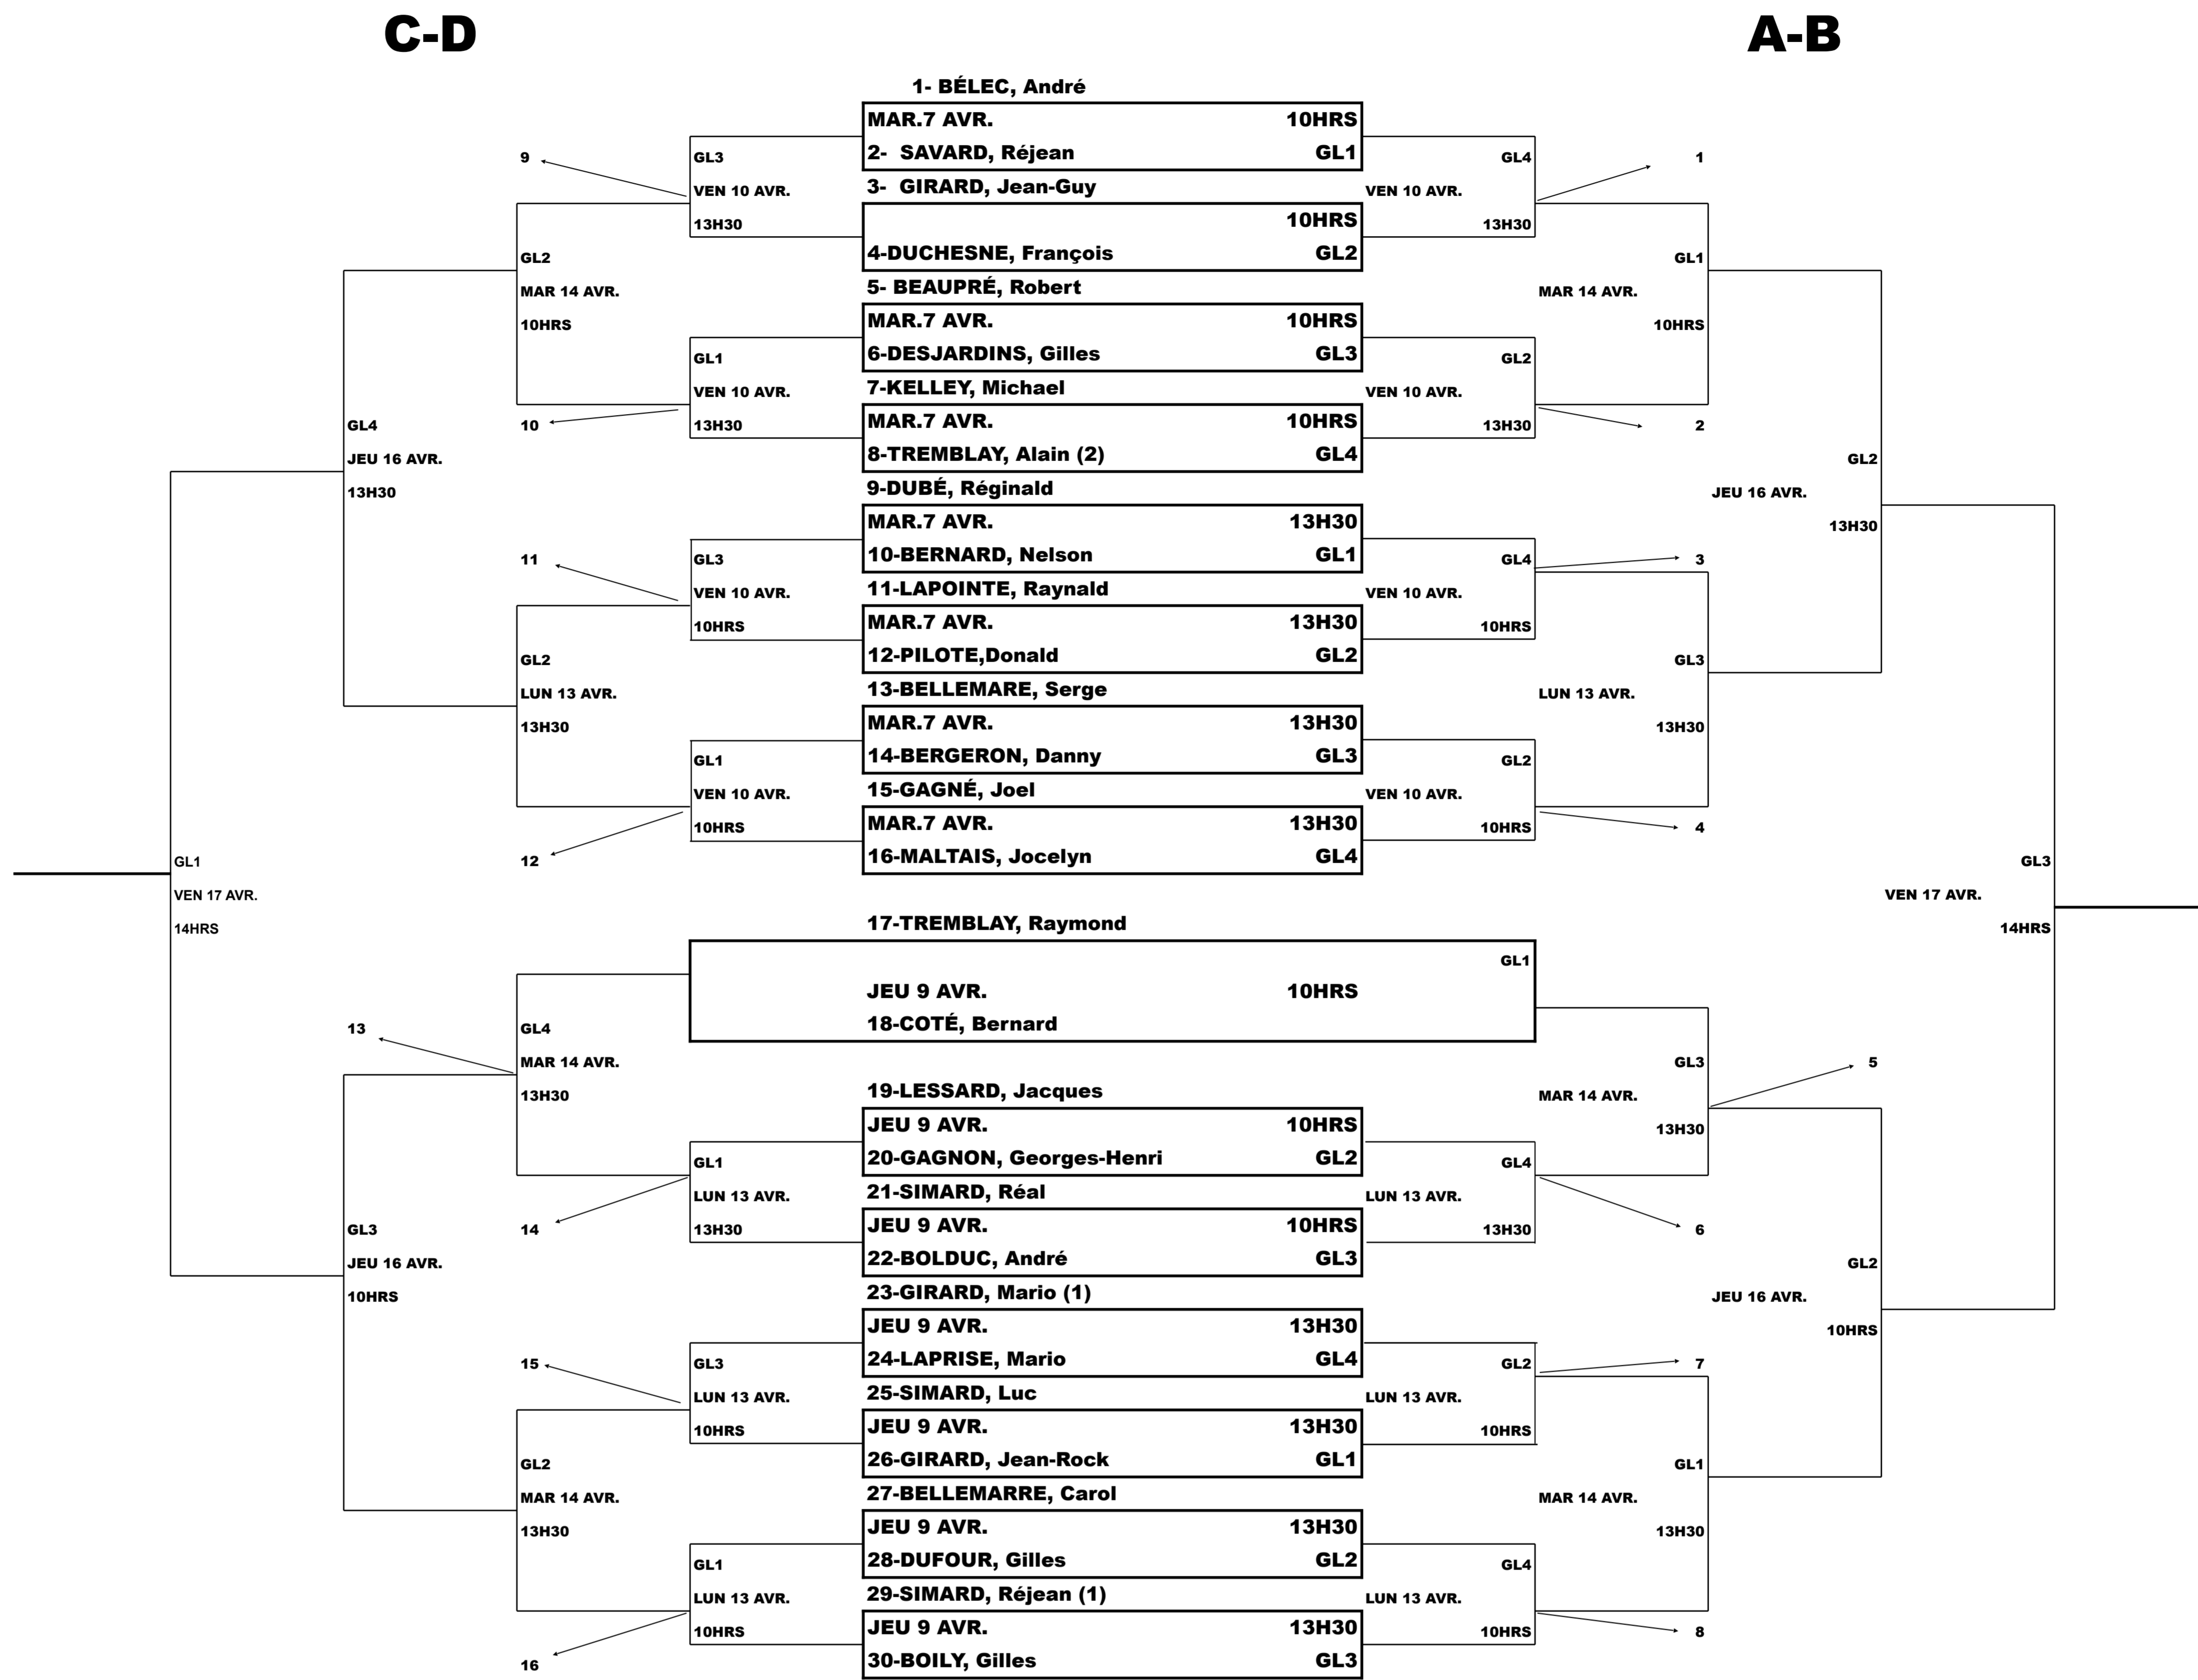 C-D A-B
1- BÉLEC, André
MAR.7 AVR. 10HRS
9 GL3 2- SAVARD, Réjean GL1 GL4 1
VEN 10 AVR. 3- GIRARD, Jean-Guy VEN 10 AVR.
13H30 10HRS 13H30
GL2 4-DUCHESNE, François GL2 GL1
MAR 14 AVR. 5- BEAUPRÉ, Robert MAR 14 AVR.
10HRS MAR.7 AVR. 10HRS 10HRS
GL1 6-DESJARDINS, Gilles GL3 GL2
VEN 10 AVR. 7-KELLEY, Michael VEN 10 AVR.
GL4 10 13H30 MAR.7 AVR. 10HRS 13H30 2
JEU 16 AVR. 8-TREMBLAY, Alain (2) GL4 GL2
13H30 9-DUBÉ, Réginald JEU 16 AVR.
MAR.7 AVR. 13H30 13H30
11 GL3 10-BERNARD, Nelson GL1 GL4 3
VEN 10 AVR. 11-LAPOINTE, Raynald VEN 10 AVR.
10HRS MAR.7 AVR. 13H30 10HRS
GL2 12-PILOTE,Donald GL2 GL3
LUN 13 AVR. 13-BELLEMARE, Serge LUN 13 AVR.
13H30 MAR.7 AVR. 13H30 13H30
GL1 14-BERGERON, Danny GL3 GL2
VEN 10 AVR. 15-GAGNÉ, Joel VEN 10 AVR.
10HRS MAR.7 AVR. 13H30 10HRS 4
GL1 12 16-MALTAIS, Jocelyn GL4 GL3
VEN 17 AVR. VEN 17 AVR.
14HRS 17-TREMBLAY, Raymond 14HRS
GL1
JEU 9 AVR. 10HRS
13 GL4 18-COTÉ, Bernard
MAR 14 AVR. GL3 5
13H30 19-LESSARD, Jacques MAR 14 AVR.
JEU 9 AVR. 10HRS 13H30
GL1 20-GAGNON, Georges-Henri GL2 GL4
LUN 13 AVR. 21-SIMARD, Réal LUN 13 AVR.
GL3 14 13H30 JEU 9 AVR. 10HRS 13H30 6
JEU 16 AVR. 22-BOLDUC, André GL3 GL2
10HRS 23-GIRARD, Mario (1) JEU 16 AVR.
JEU 9 AVR. 13H30 10HRS
15 GL3 24-LAPRISE, Mario GL4 GL2 7
LUN 13 AVR. 25-SIMARD, Luc LUN 13 AVR.
10HRS JEU 9 AVR. 13H30 10HRS
GL2 26-GIRARD, Jean-Rock GL1 GL1
MAR 14 AVR. 27-BELLEMARRE, Carol MAR 14 AVR.
13H30 JEU 9 AVR. 13H30 13H30
GL1 28-DUFOUR, Gilles GL2 GL4
LUN 13 AVR. 29-SIMARD, Réjean (1) LUN 13 AVR.
10HRS JEU 9 AVR. 13H30 10HRS 8
16 30-BOILY, Gilles GL3